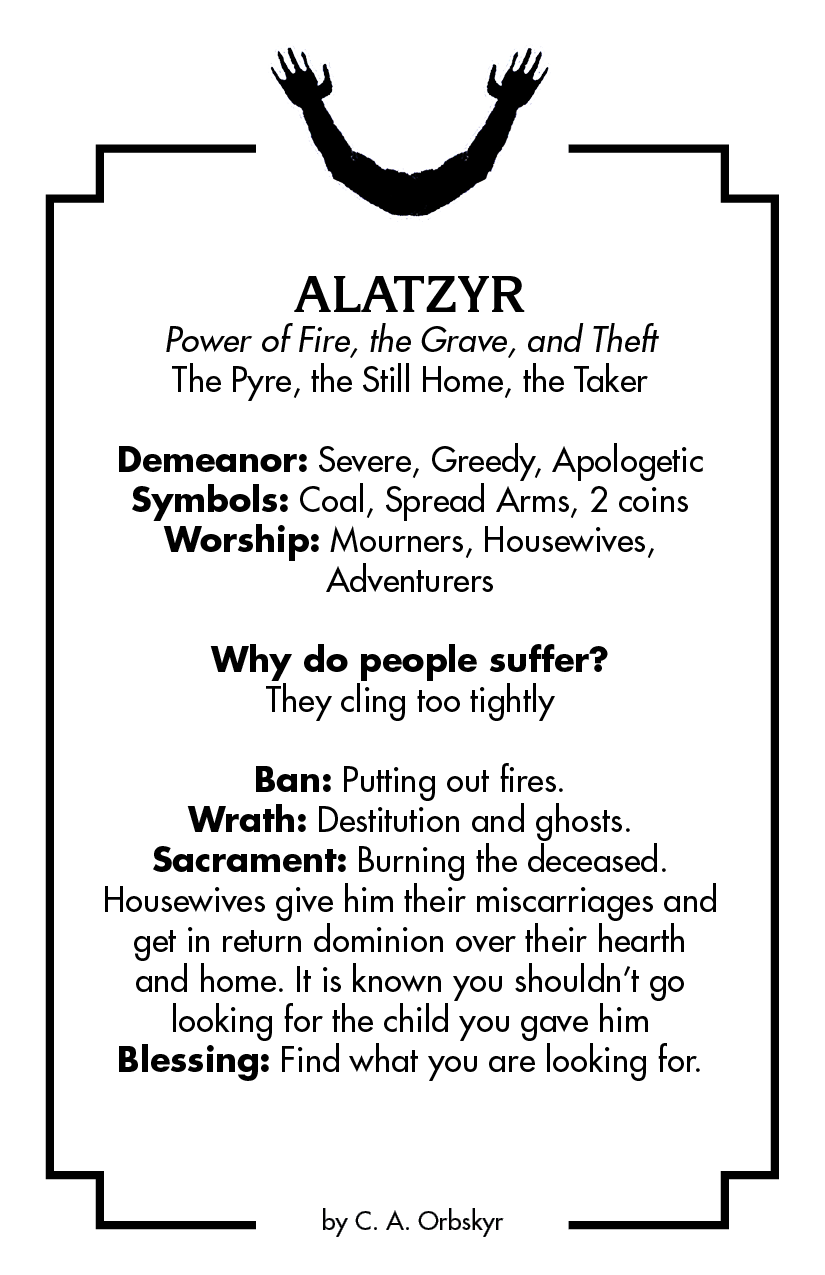 ALATZYR
Power of Fire, the Grave, and Theft
The Pyre, the Still Home, the Taker
Demeanor: Severe, Greedy, Apologetic
Symbols: Coal, Spread Arms, 2 coins
Worship: Mourners, Housewives,
Adventurers
Why do people suffer?
They cling too tightly
Ban: Putting out fires.
Wrath: Destitution and ghosts.
Sacrament: Burning the deceased.
Housewives give him their miscarriages and
get in return dominion over their hearth
and home. It is known you shouldn't go
looking for the child you gave him
Blessing: Find what you are looking for.
by C. A. Orbskyr